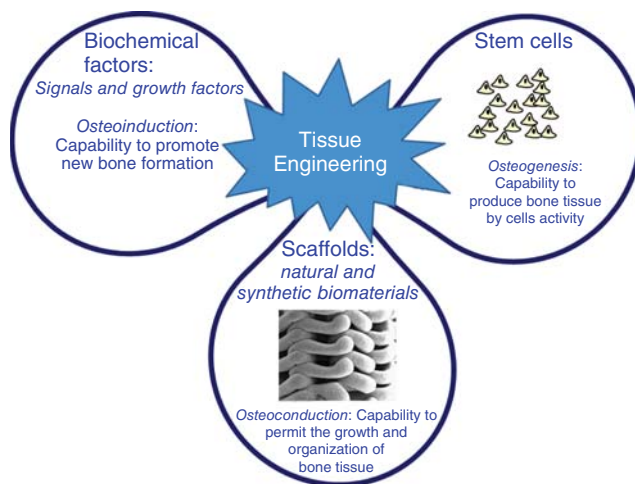 Biochemical
factors:
Signals and growth factors
Osteoinduction:
Capability to promote
new bone formation
Tissue
Engineering
Stem cells
Osteogenesis:
Capability to
produce bone tissue
by cells activity
Scaffolds:
natural and
synthetic biomaterials
Osteoconduction: Capability to
permit the growth and
organization of
bone tissue